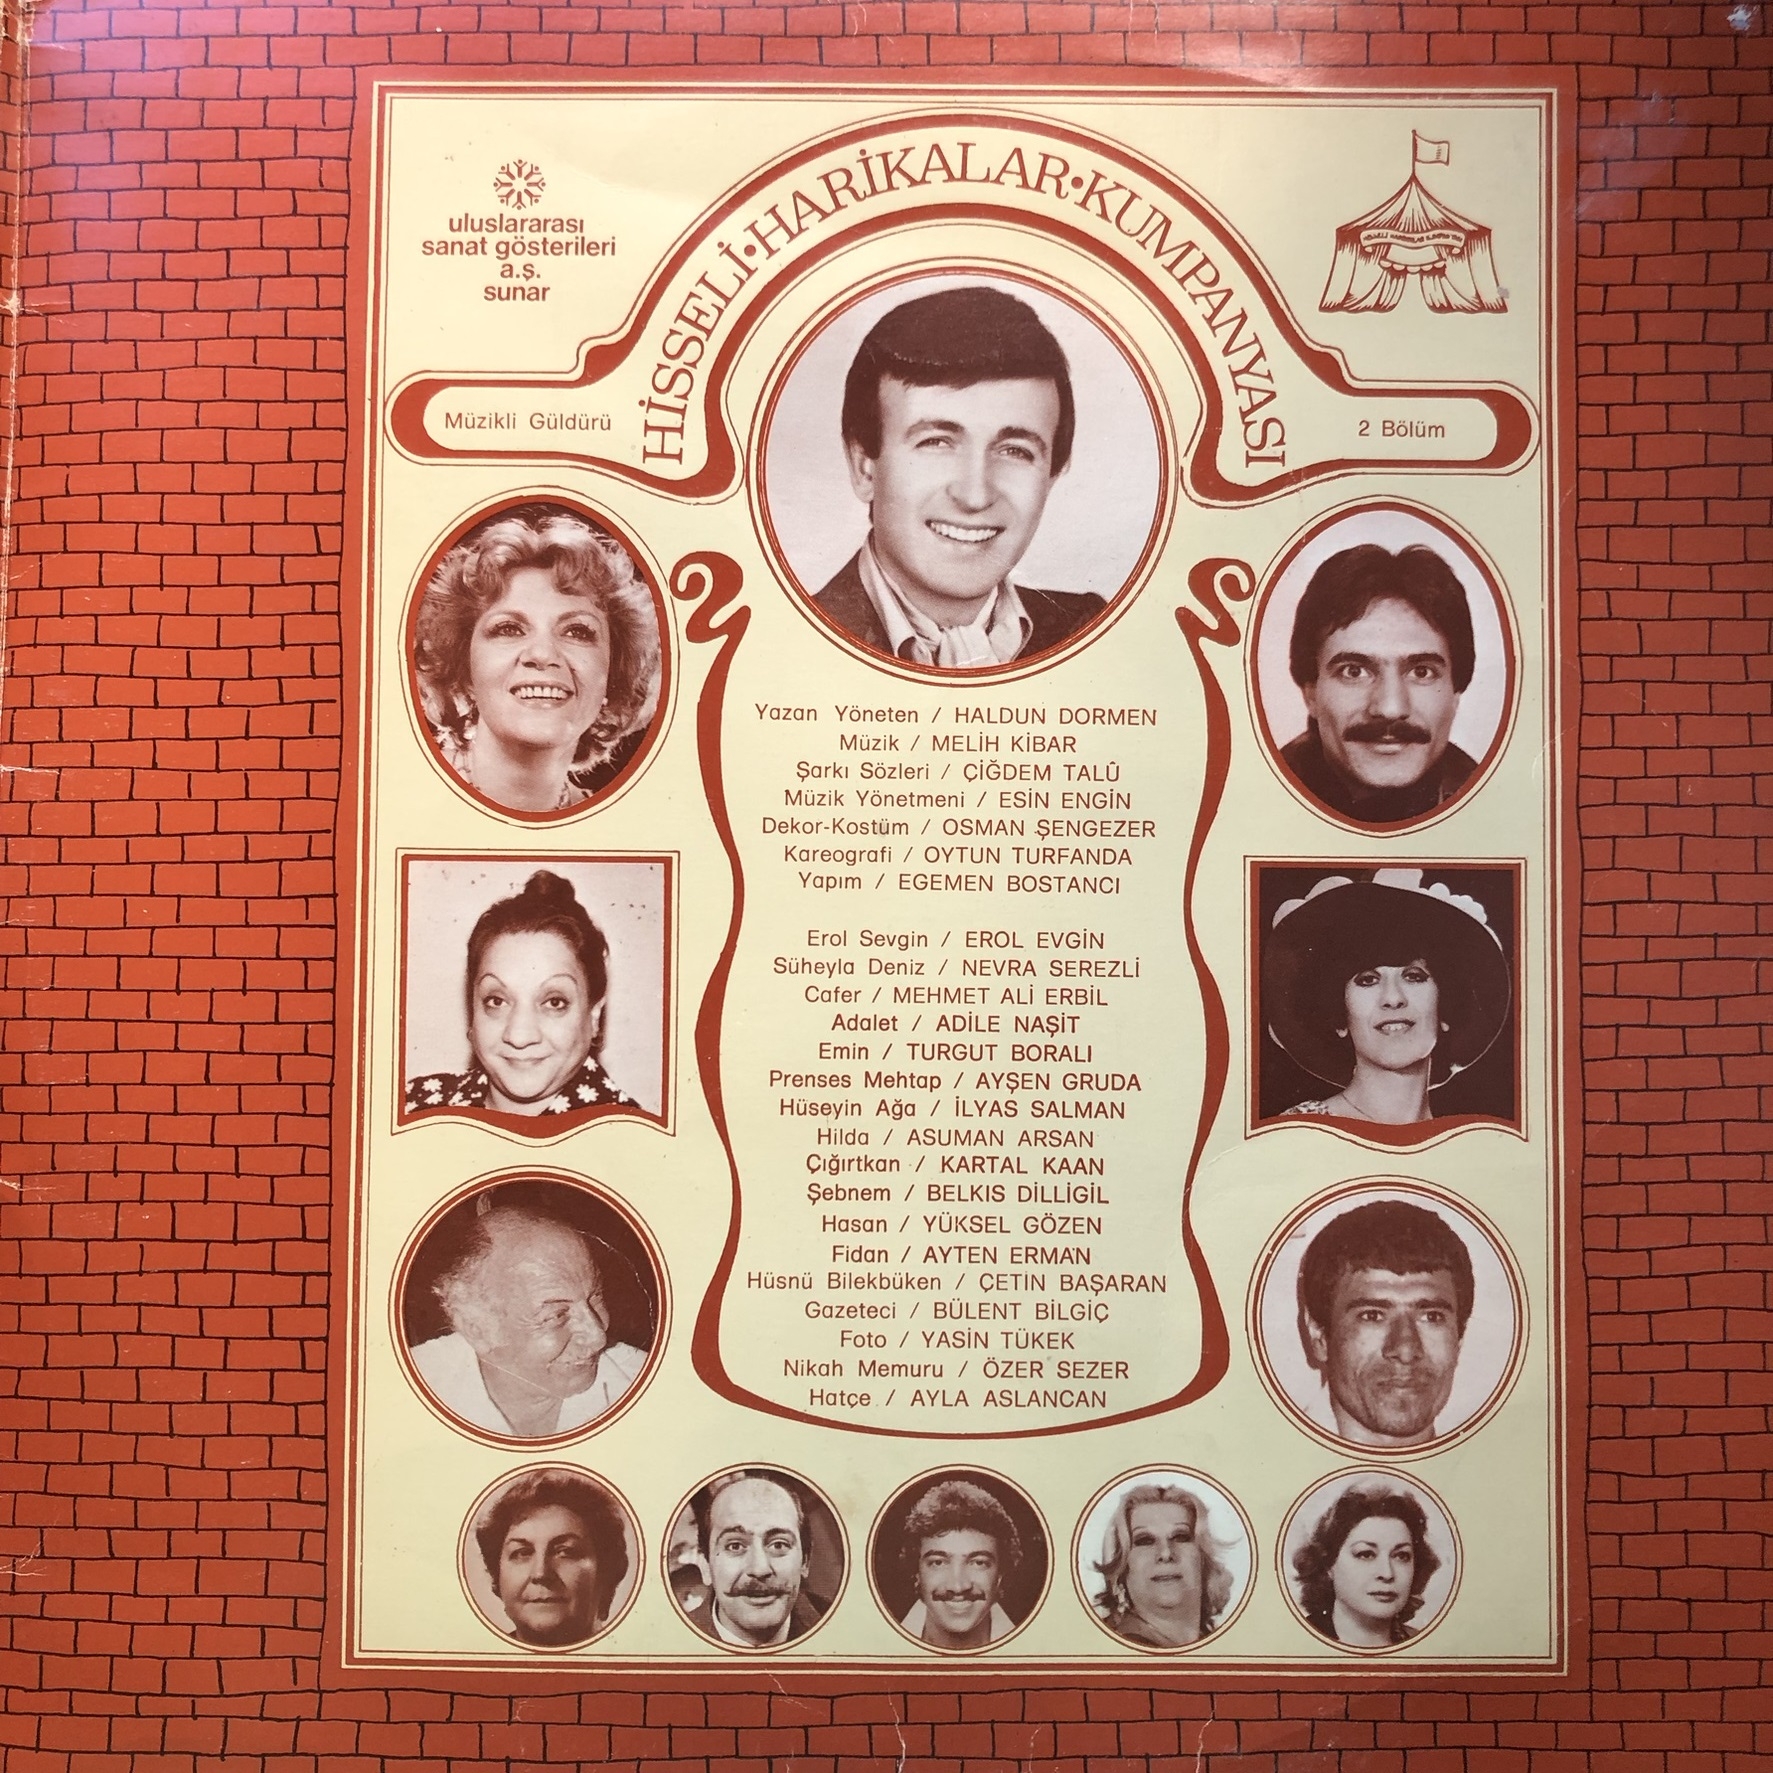 uluslararası
sanat gösterileri
a.ş.
sunar
HİSSELİ•HARİKALAR•KUMPANYASI
Müzikli Güldürü
2 Bölüm
Yazan Yöneten / HALDUN DORMEN
Müzik / MELİH KİBAR
Şarkı Sözleri / ÇİĞDEM TALÛ
Müzik Yönetmeni / ESİN ENGİN
Dekor-Kostüm / OSMAN ŞENGEZER
Kareografi / OYTUN TURFANDA
Yapım / EGEMEN BOSTANCI
Erol Sevgin / EROL EVGİN
Süheyla Deniz / NEVRA SEREZLİ
Cafer / MEHMET ALİ ERBİL
Adalet / ADİLE NAŞİT
Emin / TURGUT BORALI
Prenses Mehtap / AYŞEN GRUDA
Hüseyin Ağa / İLYAS SALMAN
Hilda / ASUMAN ARSAN
Çığırtkan / KARTAL KAAN
Şebnem / BELKIS DİLLİGİL
Hasan / YÜKSEL GÖZEN
Fidan / AYTEN ERMAN
Hüsnü Bilekbüken / ÇETİN BAŞARAN
Gazeteci / BÜLENT BİLGİÇ
Foto / YASİN TÜKEK
Nikah Memuru / ÖZER SEZER
Hatçe / AYLA ASLANCAN